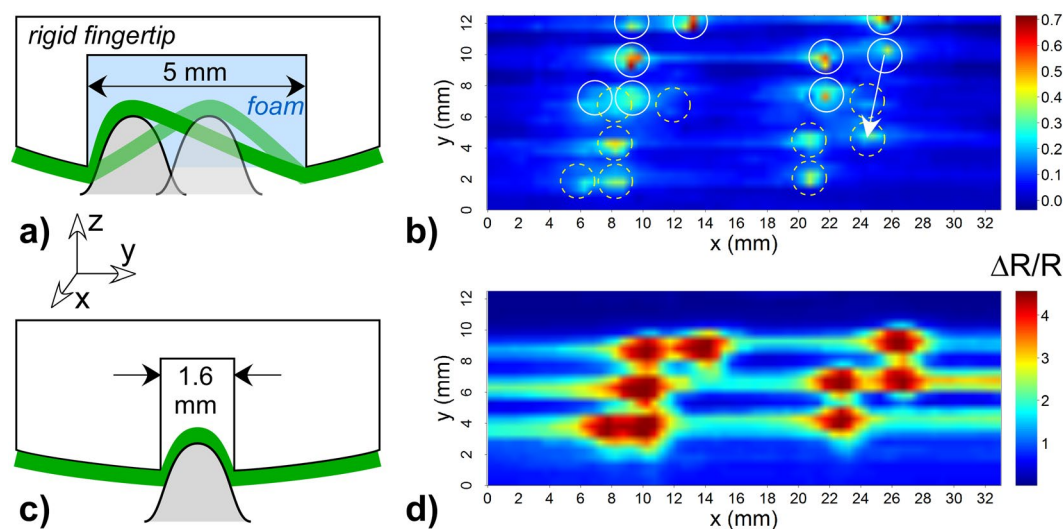 rigid fingertip
5 mm
foam
a)
z
y
x
c)
1.6
mm
b)
y (mm)
12
10
8
6
4
2
0
0 2 4 6 8 10 12 14 16 18 20 22 24 26 28 30 32
x (mm)
0.7
0.6
0.5
0.4
0.3
0.2
0.1
0.0
ΔR/R
d)
y (mm)
12
10
8
6
4
2
0
0 2 4 6 8 10 12 14 16 18 20 22 24 26 28 30 32
x (mm)
4
3
2
1